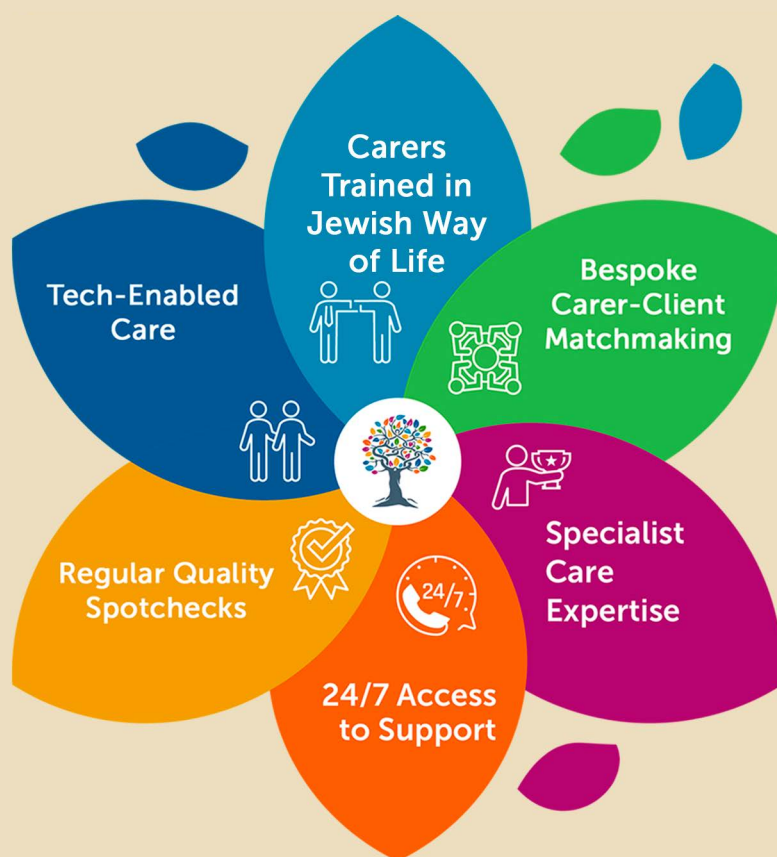 Carers
Trained in
Jewish Way
of Life
Bespoke
Carer-Client
Matchmaking
Specialist
Care
Expertise
24/7
24/7 Access
to Support
Regular Quality
Spotchecks
Tech-Enabled
Care